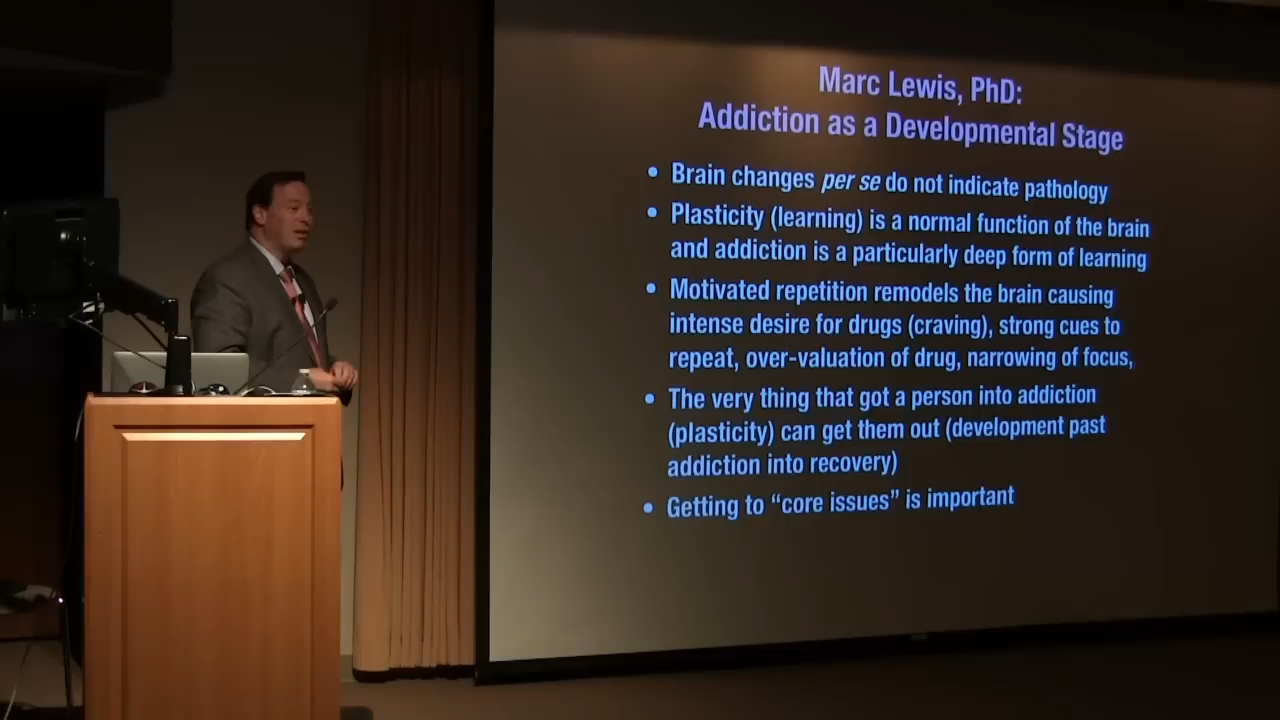 Marc Lewis, PhD:
Addiction as a Developmental Stage
• Brain changes per se do not indicate pathology
• Plasticity (learning) is a normal function of the brain
and addiction is a particularly deep form of learning
• Motivated repetition remodels the brain causing
intense desire for drugs (craving), strong cues to
repeat, over-valuation of drug, narrowing of focus,
• The very thing that got a person into addiction
(plasticity) can get them out (development past
addiction into recovery)
• Getting to “core issues” is important